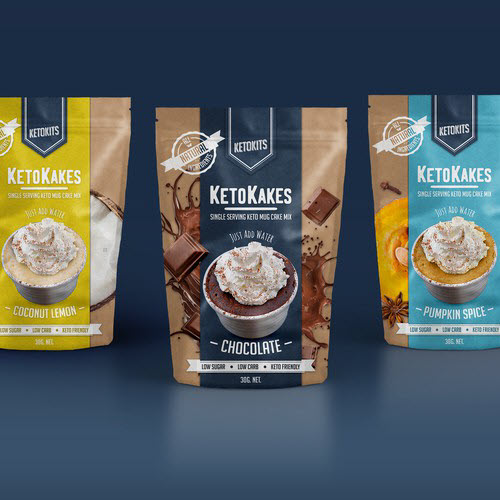 KETOKITS
KETOKAKES
SINGLE SERVING KETO MUG CAKE MIX
JUST ADD WATER
COCONUT LEMON
LOW SUGAR • LOW CARB • KETO FRIENDLY
30G. NET.
NATURAL
KETOKITS
KETOKAKES
SINGLE SERVING KETO MUG CAKE MIX
JUST ADD WATER
CHOCOLATE
LOW SUGAR • LOW CARB • KETO FRIENDLY
30G. NET.
NATURAL
KETOKITS
KETOKAKES
SINGLE SERVING KETO MUG CAKE MIX
JUST ADD WATER
PUMPKIN SPICE
LOW SUGAR • LOW CARB • KETO FRIENDLY
30G. NET.